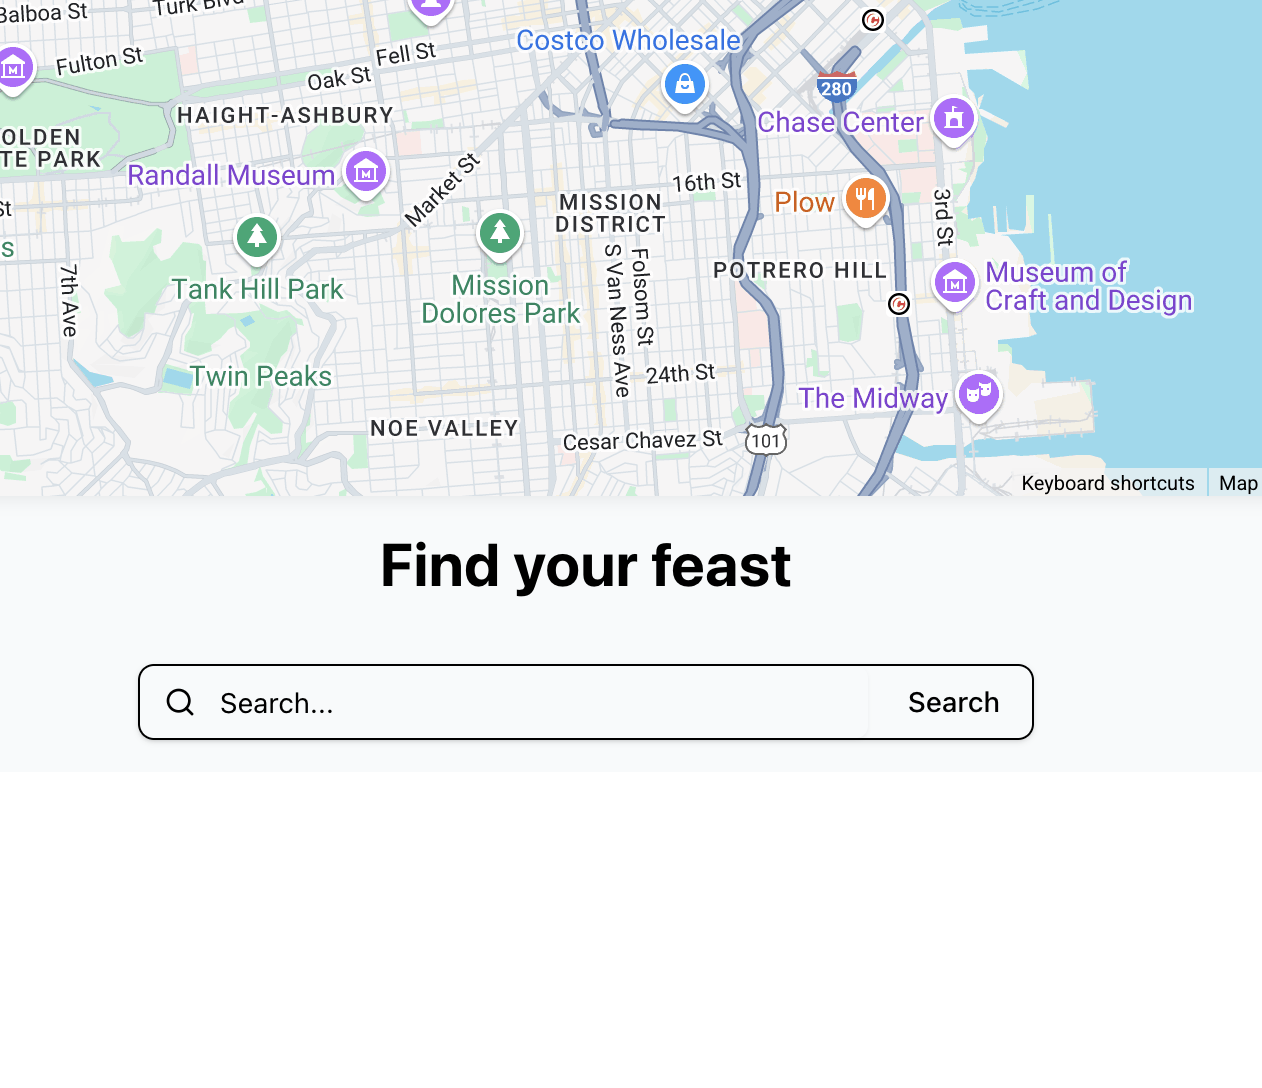 Balboa St
Turk Blvd
Costco Wholesale
Fulton St
Fell St
Oak St
280
HAIGHT-ASHBURY
Chase Center
OLDEN
TE PARK
Randall Museum
Market St
16th St
MISSION
DISTRICT
Plow
3rd St
St
s
7th Ave
Tank Hill Park
Mission
Dolores Park
S Van Ness Ave
Folsom St
POTRERO HILL
Museum of
Craft and Design
Twin Peaks
24th St
The Midway
NOE VALLEY
Cesar Chavez St
101
Keyboard shortcuts
Map
Find your feast
Search...
Search